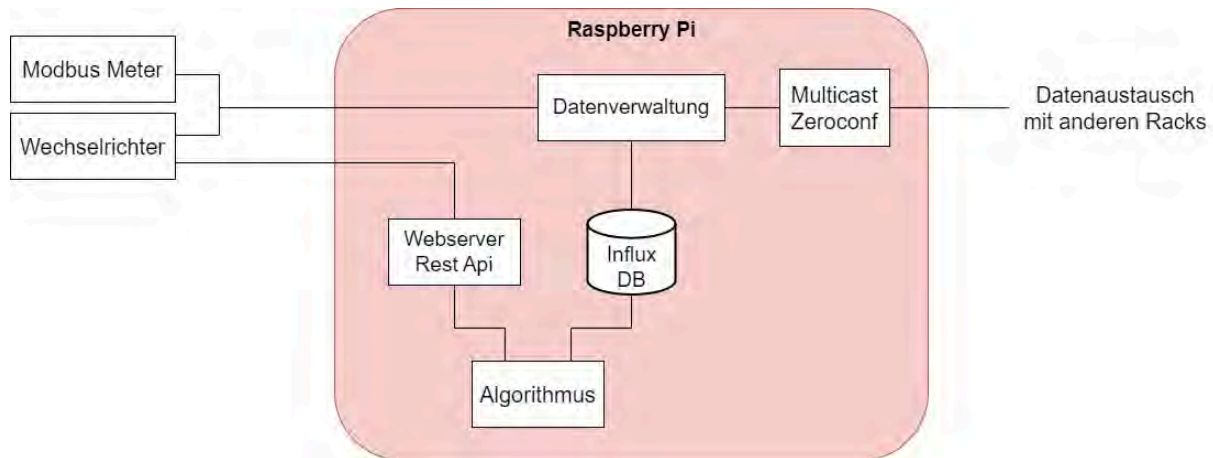 Raspberry Pi
Modbus Meter
Wechselrichter
Datenverwaltung
Multicast
Zeroconf
Datenaustausch
mit anderen Racks
Webserver
Rest Api
Influx
DB
Algorithmus